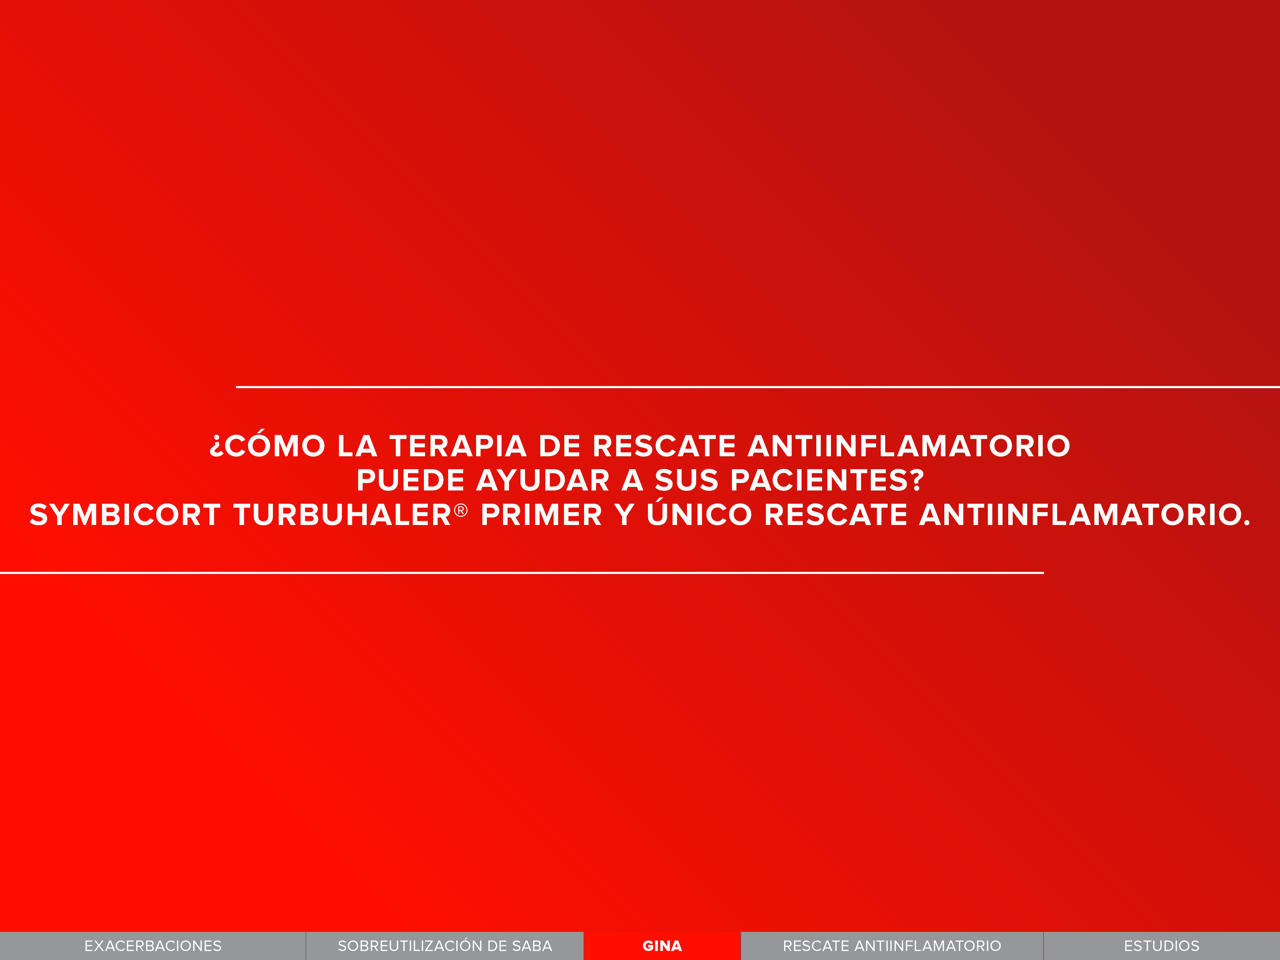 ¿CÓMO LA TERAPIA DE RESCATE ANTIINFLAMATORIO
PUEDE AYUDAR A SUS PACIENTES?
SYMBICORT TURBUHALER® PRIMER Y ÚNICO RESCATE ANTIINFLAMATORIO.
EXACERBACIONES
SOBREUTILIZACIÓN DE SABA
GINA
RESCATE ANTIINFLAMATORIO
ESTUDIOS